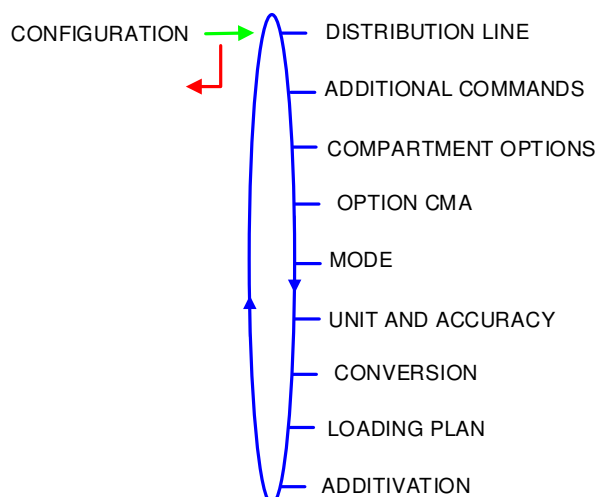 CONFIGURATION
DISTRIBUTION LINE
ADDITIONAL COMMANDS
COMPARTMENT OPTIONS
OPTION CMA
MODE
UNIT AND ACCURACY
CONVERSION
LOADING PLAN
ADDITIVATION